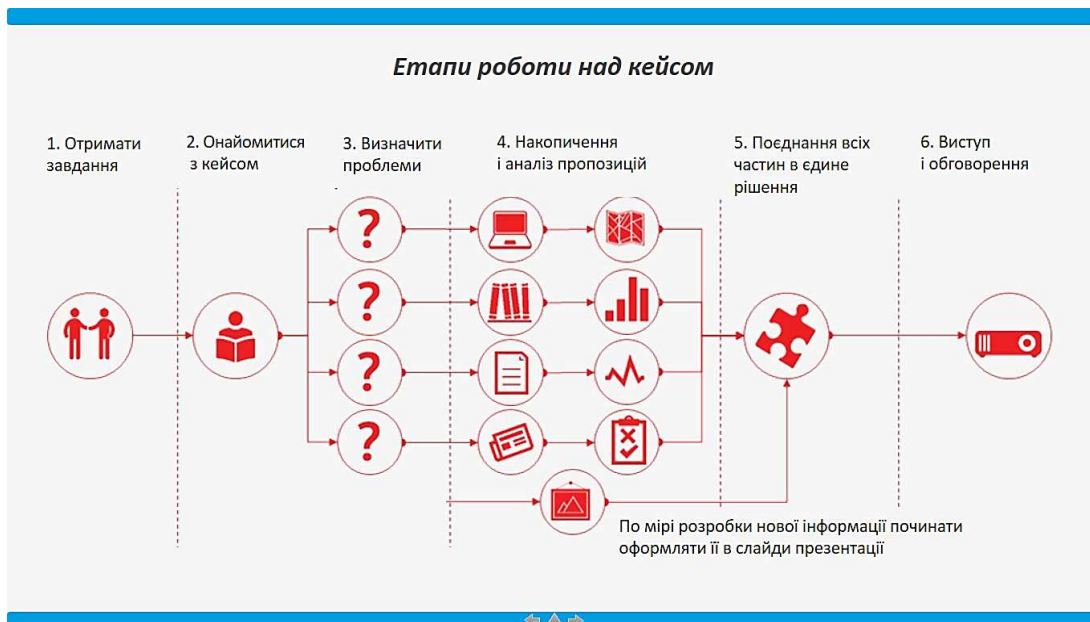 Етапи роботи над кейсом
1. Отримати
завдання
2. Онайомитися
з кейсом
3. Визначити
проблеми
4. Накопичення
і аналіз пропозицій
5. Поєднання всіх
частин в єдине
рішення
6. Виступ
і обговорення
? 
? 
? 
? 
По мірі розробки нової інформації починати
оформляти її в слайди презентації